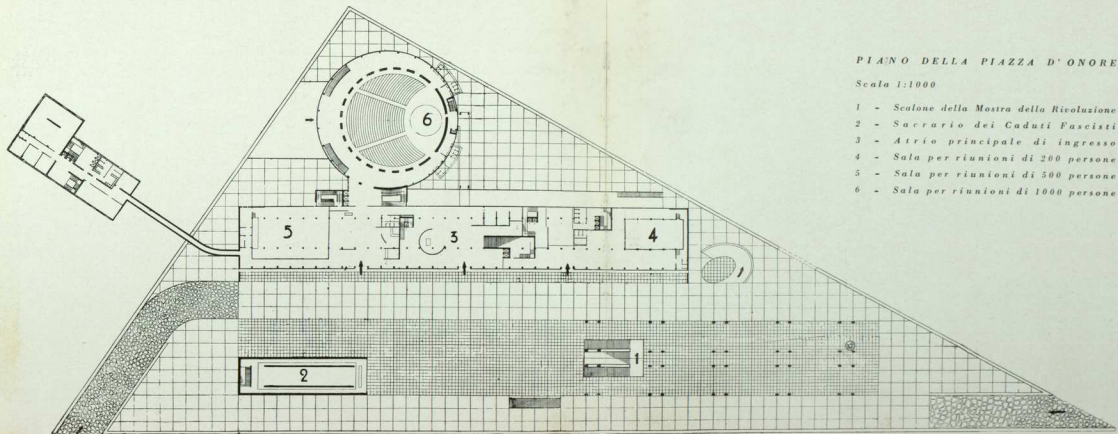 PIANO DELLA PIAZZA D'ONORE
Scala 1:1000
1 - Scalone della Mostra della Rivoluzione
2 - Sacrario dei Caduti Fascisti
3 - Atrio principale di ingresso
4 - Sala per riunioni di 200 persone
5 - Sala per riunioni di 500 persone
6 - Sala per riunioni di 1000 persone
6
5
3
4
1
2